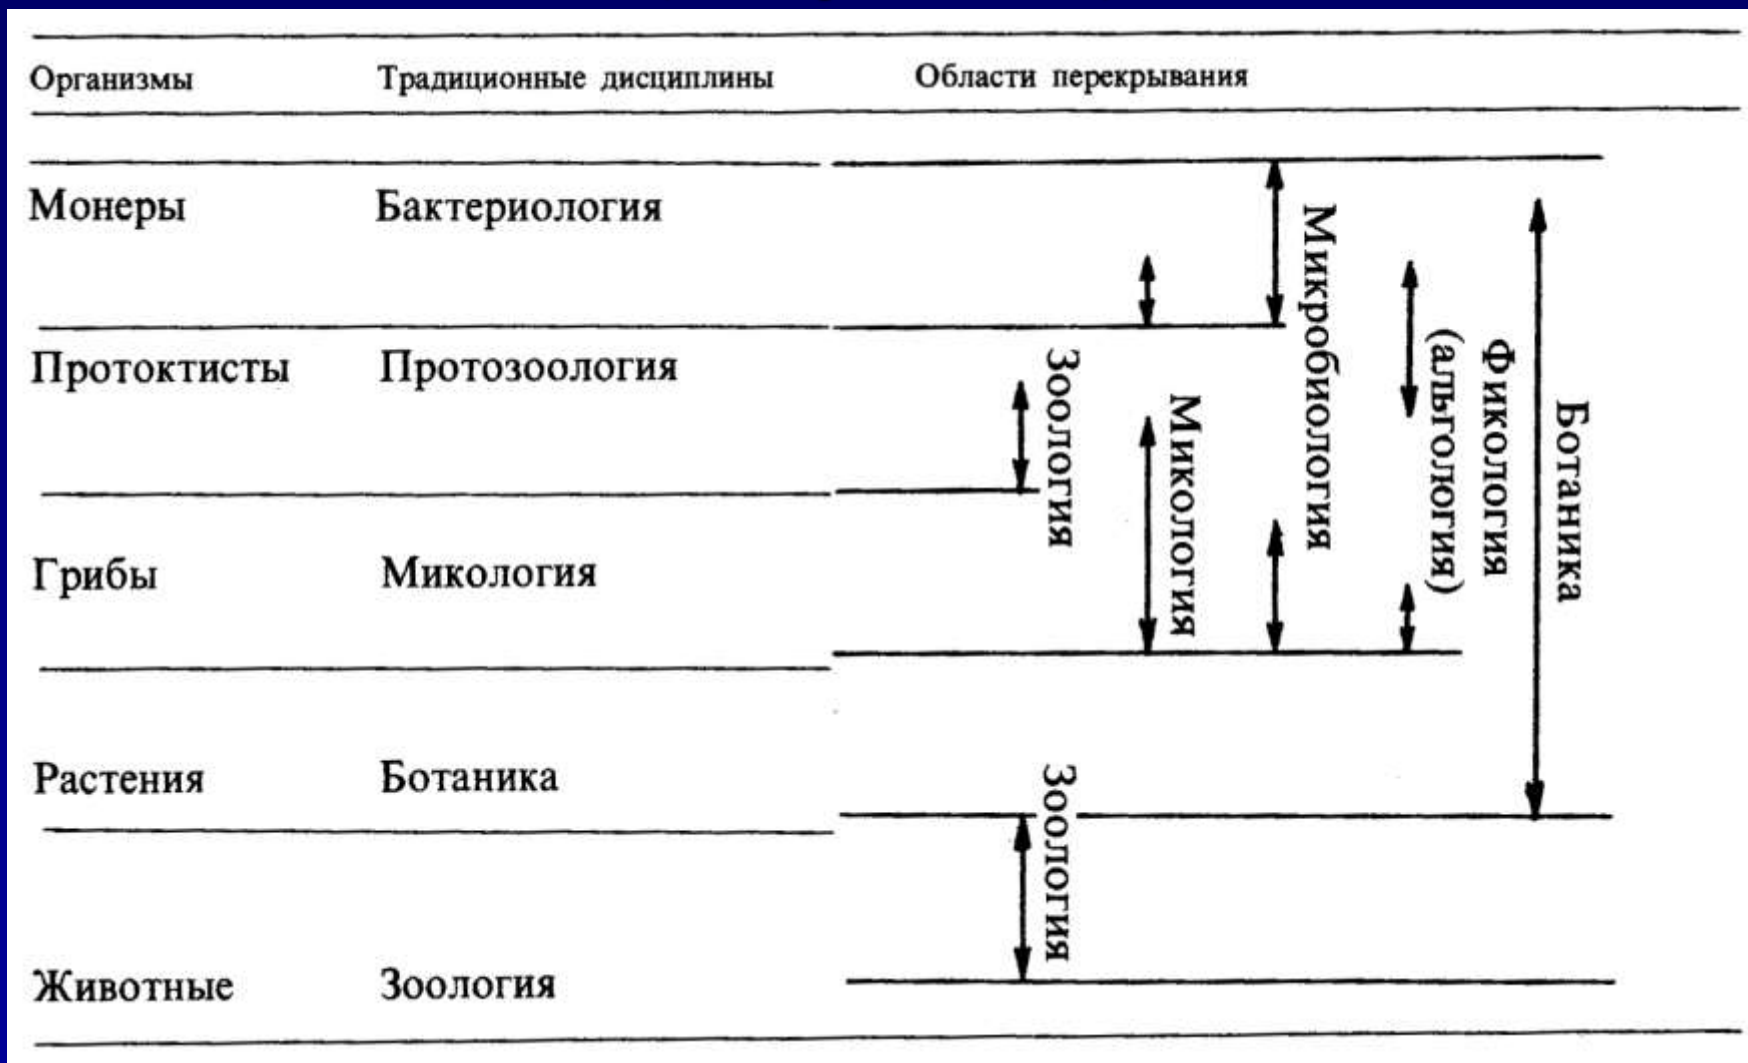 Организмы Традиционные дисциплины Области перекрывания
Монеры Бактериология
Протоктисты Протозоология
Грибы Микология
Растения Ботаника
Животные Зоология
Зоология
Микология
Микробиология
Фикология
(альгология)
Ботаника
Зоология